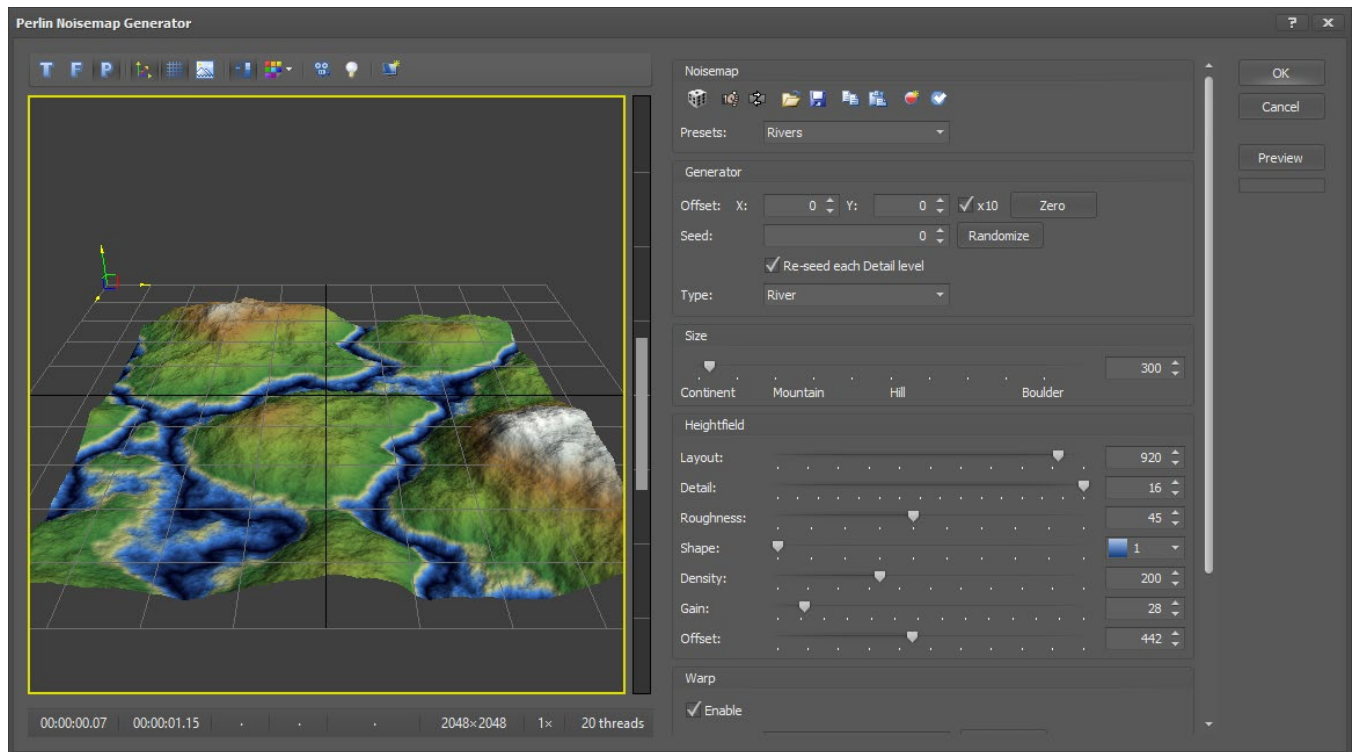 Perlin Noisemap Generator
? x
T F P
Noisemap
Presets: Rivers
Generator
Offset: X: 0 Y: 0 x10 Zero
Seed: 0 Randomize
Re-seed each Detail level
Type: River
Size
300
Continent Mountain Hill Boulder
Heightfield
Layout: 920
Detail: 16
Roughness: 45
Shape: 1
Density: 200
Gain: 28
Offset: 442
Warp
Enable
OK
Cancel
Preview
00:00:00.07 00:00:01.15 . . . 2048×2048 1× 20 threads